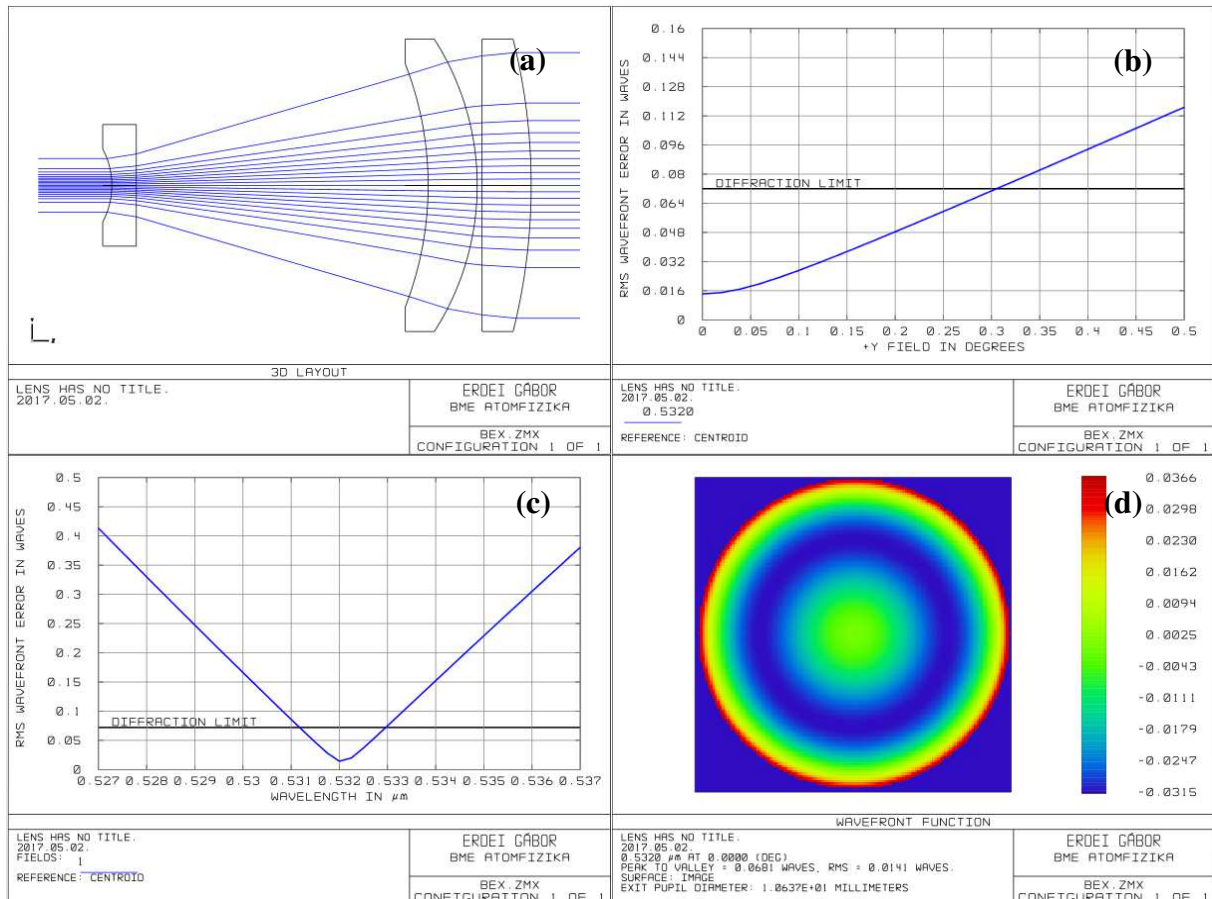 (a)
3D LAYOUT
LENS HAS NO TITLE.
2017.05.02.
ERDEI GÁBOR
BME ATOMFIZIKA
BEX.ZMX
CONFIGURATION 1 OF 1
(b)
RMS WAVEFRONT ERROR IN WAVES
0.16
0.144
0.128
0.112
0.096
0.08
0.064
0.048
0.032
0.016
0
DIFFRACTION LIMIT
0 0.05 0.1 0.15 0.2 0.25 0.3 0.35 0.4 0.45 0.5
+Y FIELD IN DEGREES
LENS HAS NO TITLE.
2017.05.02.
0.5320
REFERENCE: CENTROID
ERDEI GÁBOR
BME ATOMFIZIKA
BEX.ZMX
CONFIGURATION 1 OF 1
(c)
RMS WAVEFRONT ERROR IN WAVES
0.5
0.45
0.4
0.35
0.3
0.25
0.2
0.15
0.1
0.05
0
DIFFRACTION LIMIT
0.527 0.528 0.529 0.53 0.531 0.532 0.533 0.534 0.535 0.536 0.537
WAVELENGTH IN µm
LENS HAS NO TITLE.
2017.05.02.
FIELDS: 1
REFERENCE: CENTROID
ERDEI GÁBOR
BME ATOMFIZIKA
BEX.ZMX
CONFIGURATION 1 OF 1
(d)
0.0366
0.0298
0.0230
0.0162
0.0094
0.0025
-0.0043
-0.0111
-0.0179
-0.0247
-0.0315
WAVEFRONT FUNCTION
LENS HAS NO TITLE.
2017.05.02.
0.5320 µm AT 0.0000 (DEG)
PEAK TO VALLEY = 0.0681 WAVES, RMS = 0.0141 WAVES.
SURFACE: IMAGE
EXIT PUPIL DIAMETER: 1.0637E+01 MILLIMETERS
ERDEI GÁBOR
BME ATOMFIZIKA
BEX.ZMX
CONFIGURATION 1 OF 1